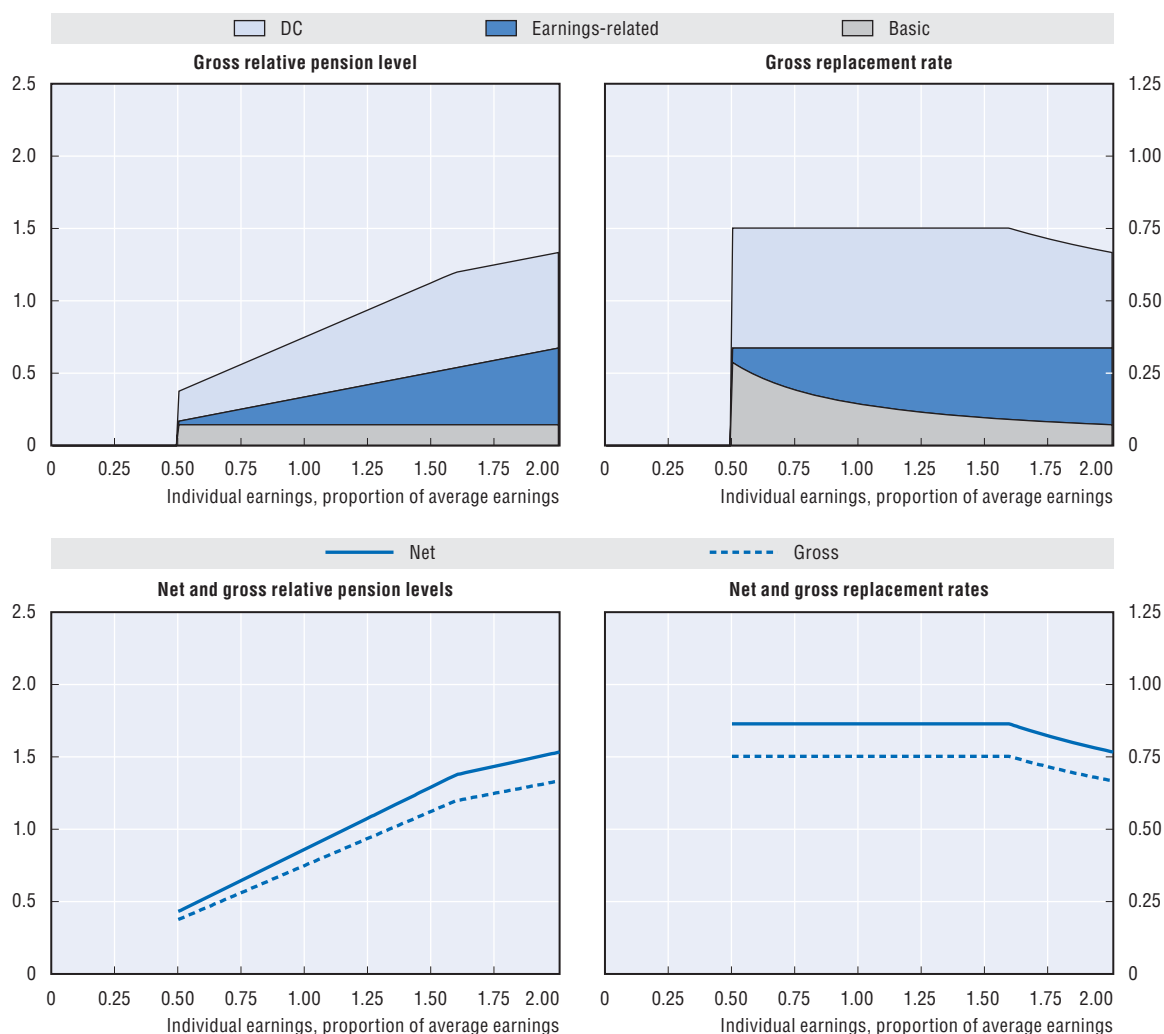 DC Earnings-related Basic
Gross relative pension level Gross replacement rate
2.5 1.25
2.0 1.00
1.5 0.75
1.0 0.50
0.5 0.25
0 0
0 0.25 0.50 0.75 1.00 1.25 1.50 1.75 2.00 0 0.25 0.50 0.75 1.00 1.25 1.50 1.75 2.00
Individual earnings, proportion of average earnings Individual earnings, proportion of average earnings
Net Gross
Net and gross relative pension levels Net and gross replacement rates
2.5 1.25
2.0 1.00
1.5 0.75
1.0 0.50
0.5 0.25
0 0
0 0.25 0.50 0.75 1.00 1.25 1.50 1.75 2.00 0 0.25 0.50 0.75 1.00 1.25 1.50 1.75 2.00
Individual earnings, proportion of average earnings Individual earnings, proportion of average earnings